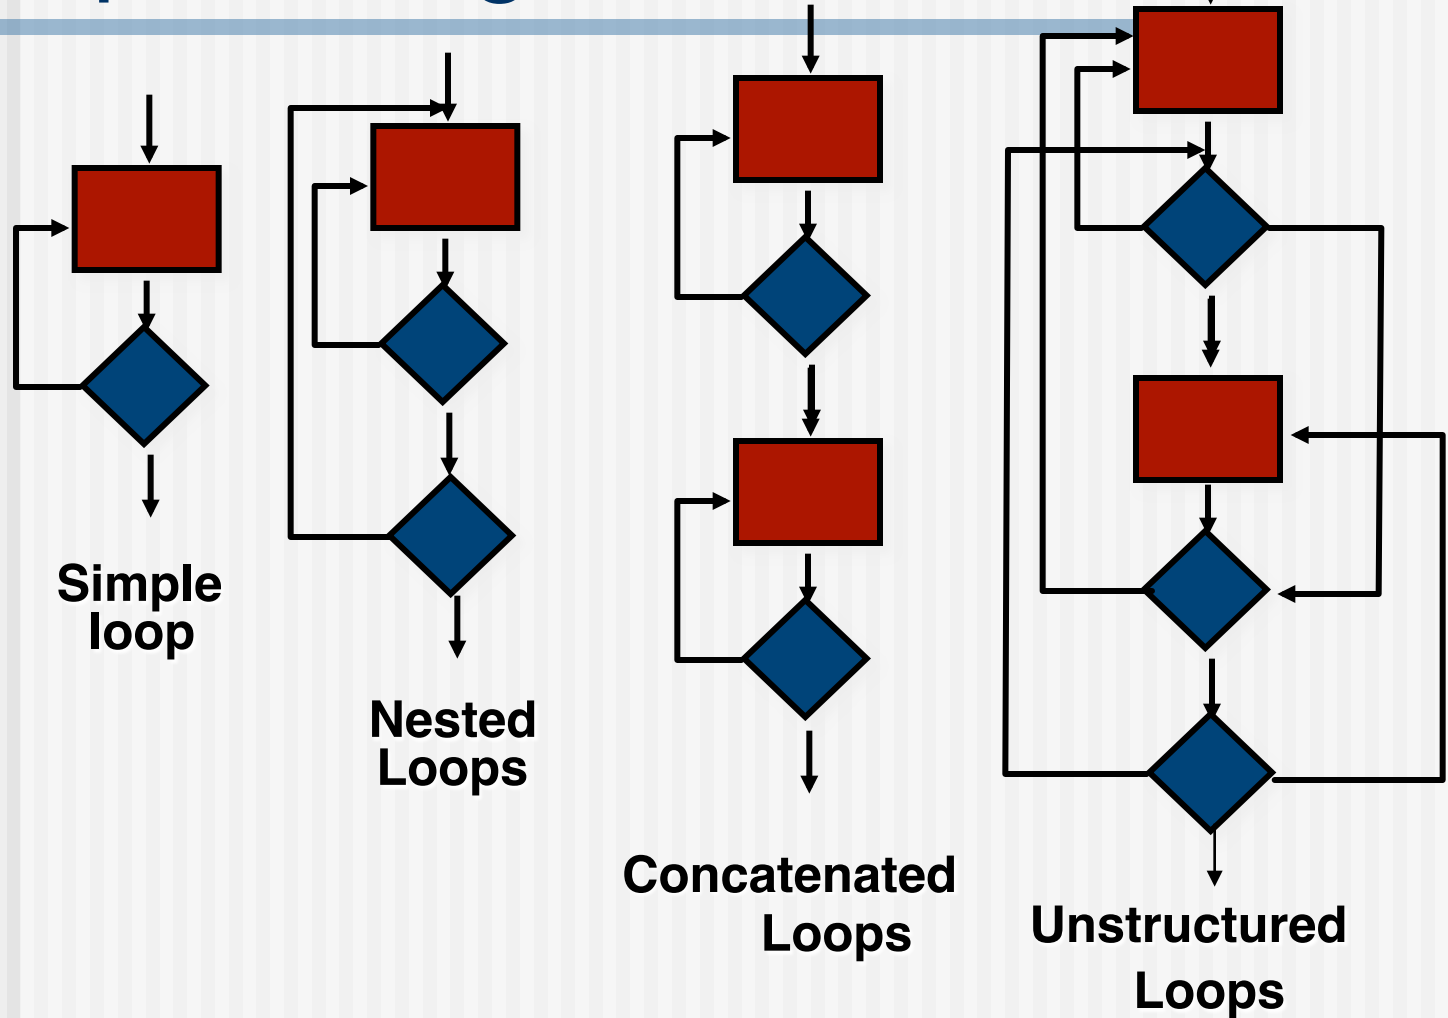 Simple
loop
Nested
Loops
Concatenated
Loops
Unstructured
Loops